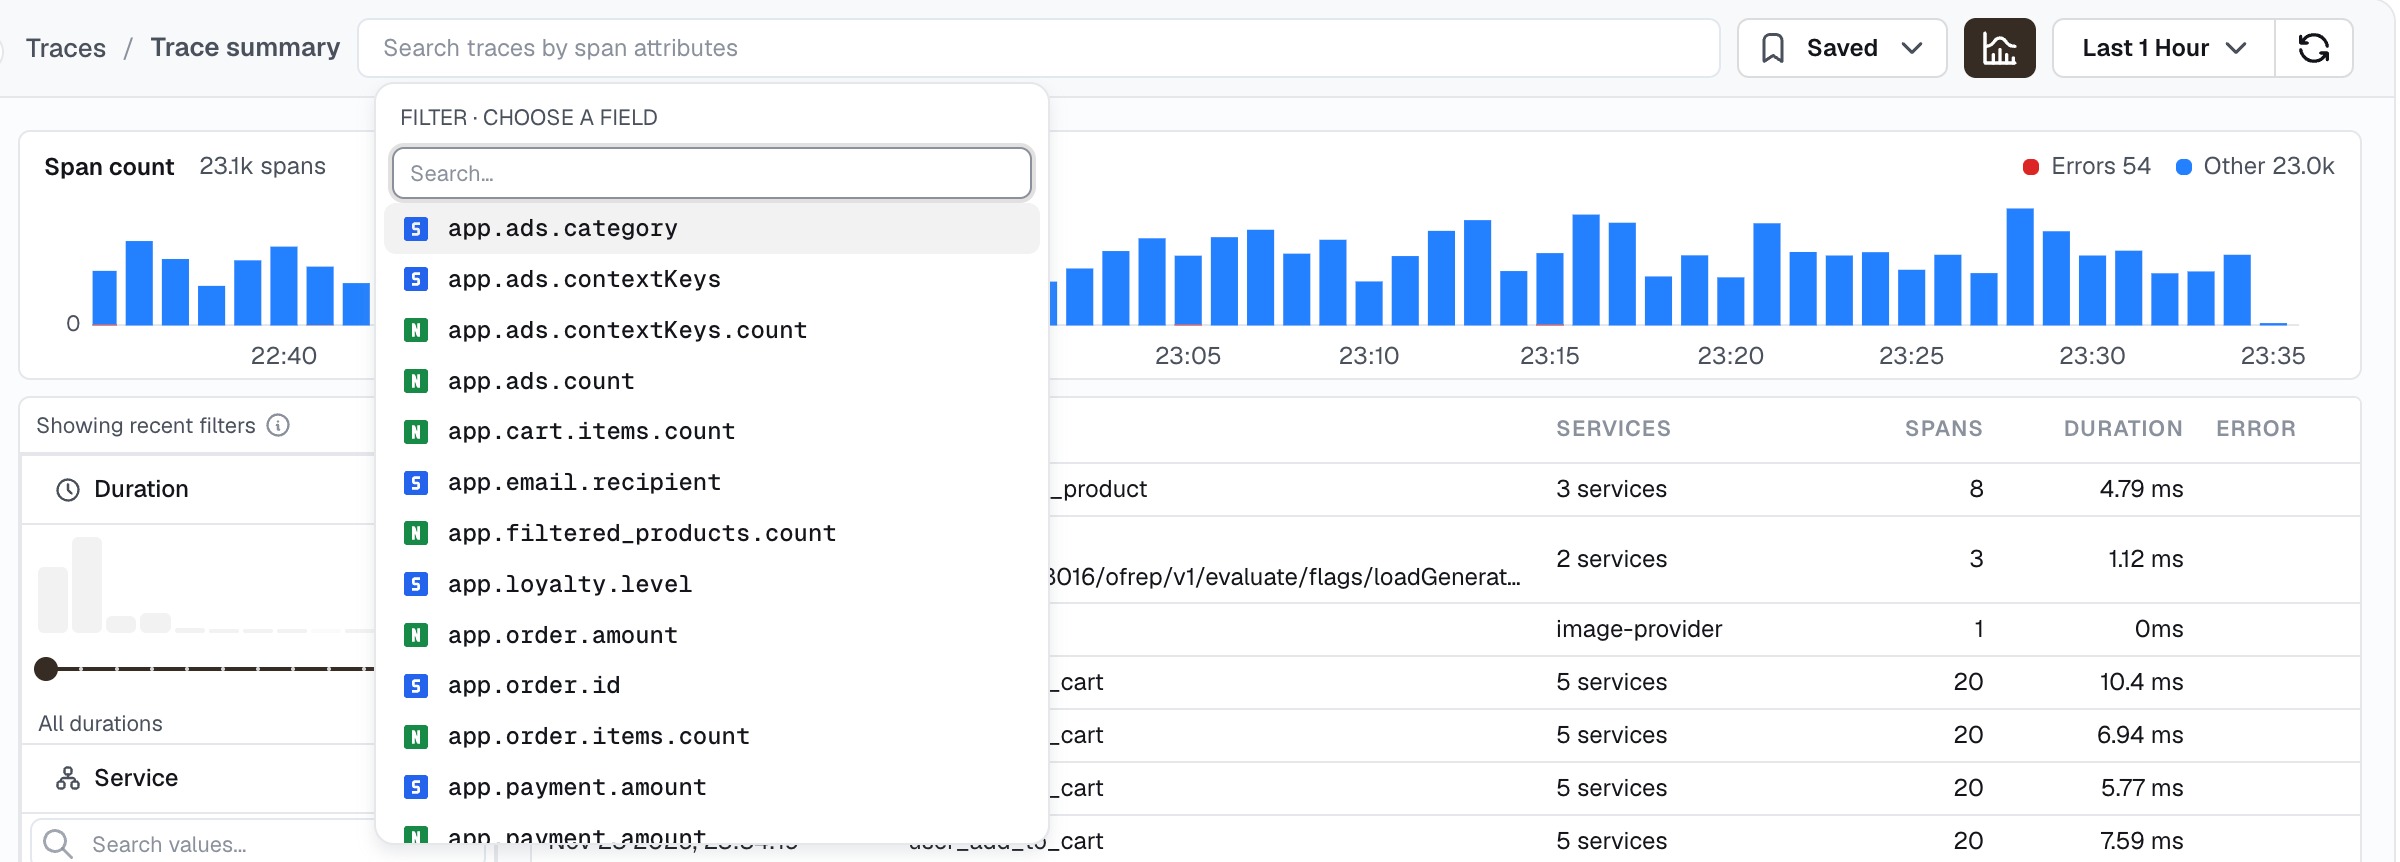 Traces / Trace summary
Search traces by span attributes
Saved
Last 1 Hour
FILTER · CHOOSE A FIELD
Search...
S app.ads.category
S app.ads.contextKeys
N app.ads.contextKeys.count
N app.ads.count
N app.cart.items.count
S app.email.recipient
N app.filtered_products.count
S app.loyalty.level
N app.order.amount
S app.order.id
N app.order.items.count
S app.payment.amount
N app.payment.amount
Span count 23.1k spans
Errors 54 Other 23.0k
0
22:40 23:05 23:10 23:15 23:20 23:25 23:30 23:35
Showing recent filters
Duration
All durations
Service
Search values...
SERVICES SPANS DURATION ERROR
_product 3 services 8 4.79 ms
3016/ofrep/v1/evaluate/flags/loadGenerat... 2 services 3 1.12 ms
image-provider 1 0ms
_cart 5 services 20 10.4 ms
_cart 5 services 20 6.94 ms
_cart 5 services 20 5.77 ms
user_add_to_cart 5 services 20 7.59 ms